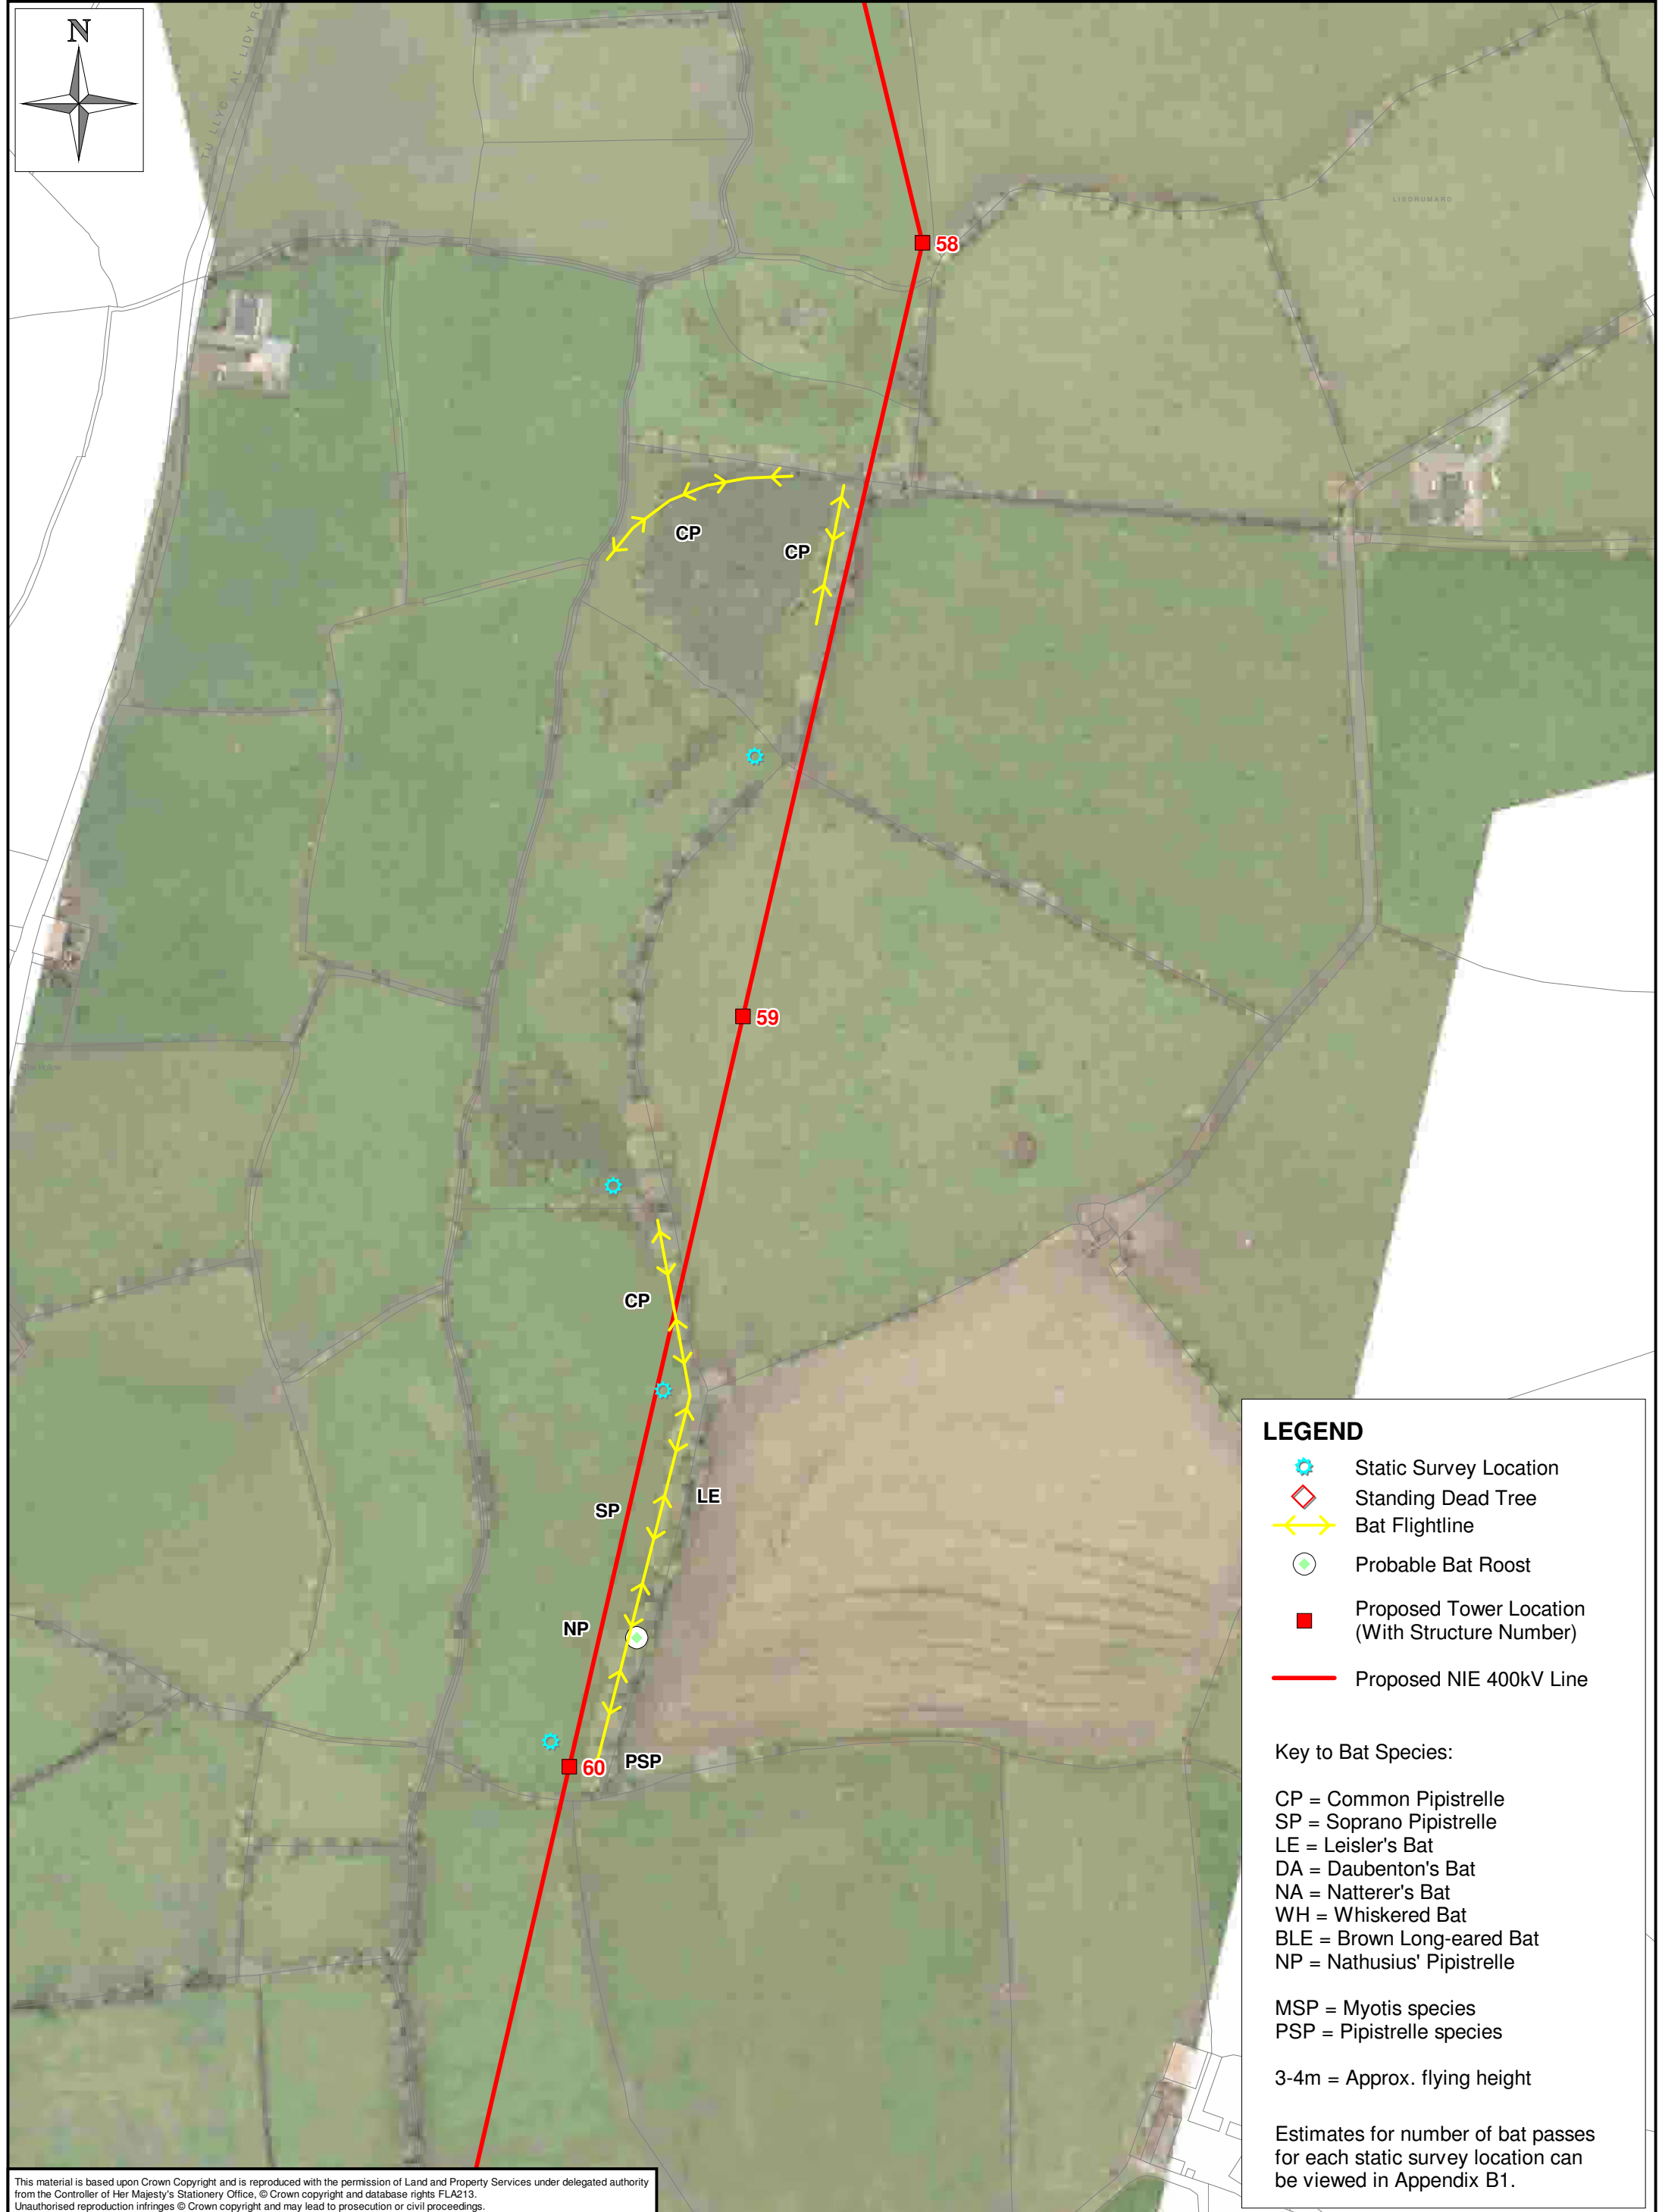 N
LISDRUMARD
58
CP
CP
59
CP
SP
LE
NP
PSP
60
LEGEND
Static Survey Location
Standing Dead Tree
Bat Flightline
Probable Bat Roost
Proposed Tower Location
(With Structure Number)
Proposed NIE 400kV Line
Key to Bat Species:
CP = Common Pipistrelle
SP = Soprano Pipistrelle
LE = Leisler's Bat
DA = Daubenton's Bat
NA = Natterer's Bat
WH = Whiskered Bat
BLE = Brown Long-eared Bat
NP = Nathusius' Pipistrelle
MSP = Myotis species
PSP = Pipistrelle species
3-4m = Approx. flying height
Estimates for number of bat passes
for each static survey location can
be viewed in Appendix B1.
This material is based upon Crown Copyright and is reproduced with the permission of Land and Property Services under delegated authority
from the Controller of Her Majesty's Stationery Office, © Crown copyright and database rights FLA213.
Unauthorised reproduction infringes © Crown copyright and may lead to prosecution or civil proceedings.